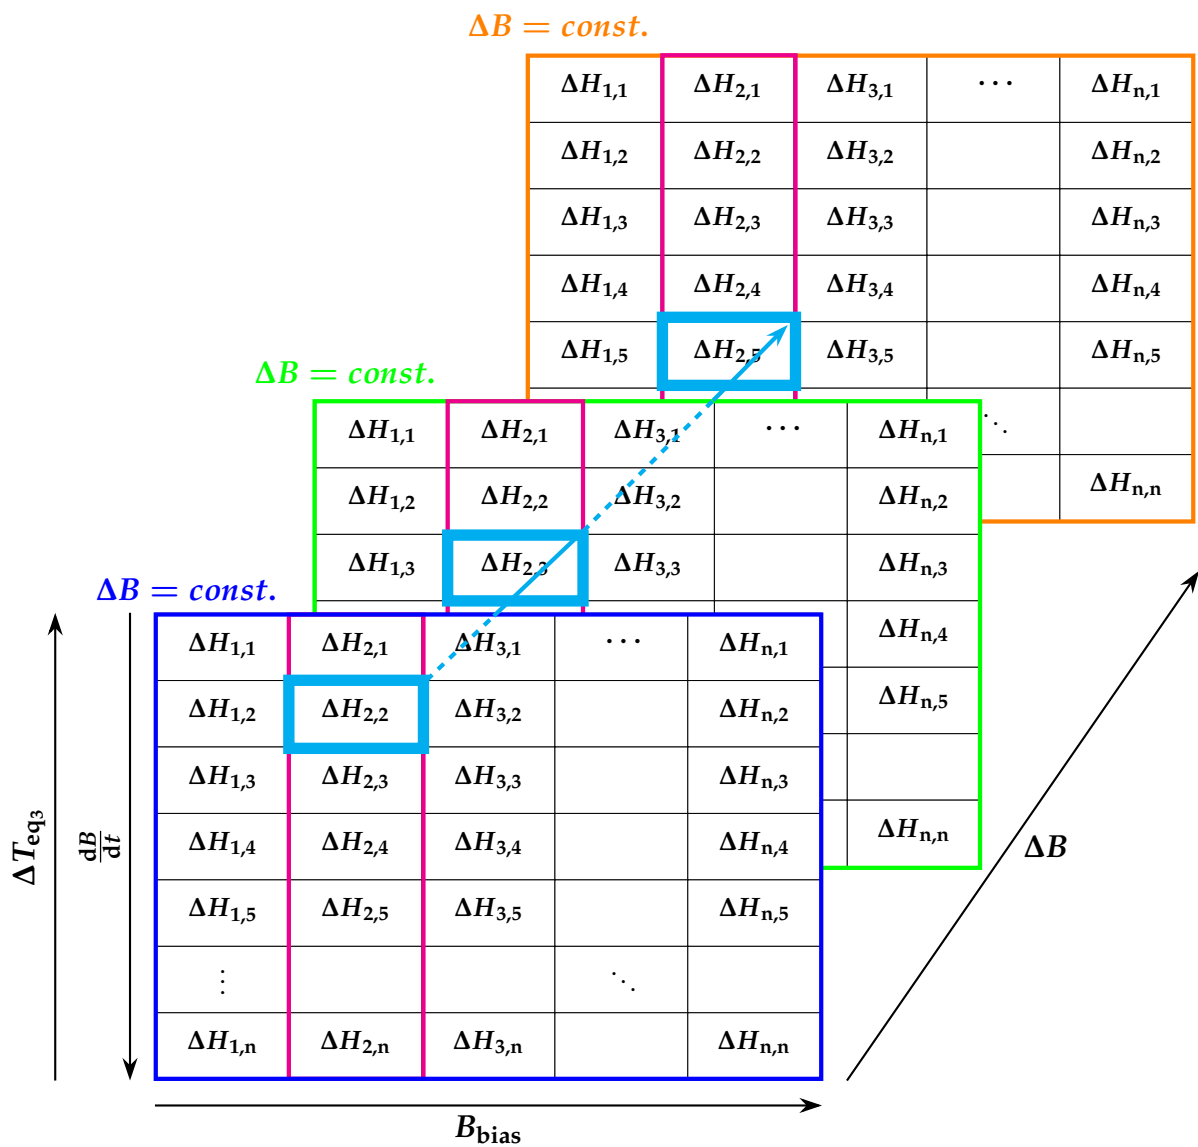 ΔB = const.
ΔH1,1 ΔH2,1 ΔH3,1 ··· ΔHn,1
ΔH1,2 ΔH2,2 ΔH3,2 ΔHn,2
ΔH1,3 ΔH2,3 ΔH3,3 ΔHn,3
ΔH1,4 ΔH2,4 ΔH3,4 ΔHn,4
ΔH1,5 ΔH2,5 ΔH3,5 ΔHn,5
⋱
ΔHn,n
ΔB = const.
ΔH1,1 ΔH2,1 ΔH3,1 ··· ΔHn,1
ΔH1,2 ΔH2,2 ΔH3,2 ΔHn,2
ΔH1,3 ΔH2,3 ΔH3,3 ΔHn,3
ΔHn,4
ΔHn,5
ΔHn,n
ΔB = const.
ΔH1,1 ΔH2,1 ΔH3,1 ··· ΔHn,1
ΔH1,2 ΔH2,2 ΔH3,2 ΔHn,2
ΔH1,3 ΔH2,3 ΔH3,3 ΔHn,3
ΔH1,4 ΔH2,4 ΔH3,4 ΔHn,4
ΔH1,5 ΔH2,5 ΔH3,5 ΔHn,5
⋮ ⋱
ΔH1,n ΔH2,n ΔH3,n ΔHn,n
ΔTeq3
dB/dt
Bbias
ΔB